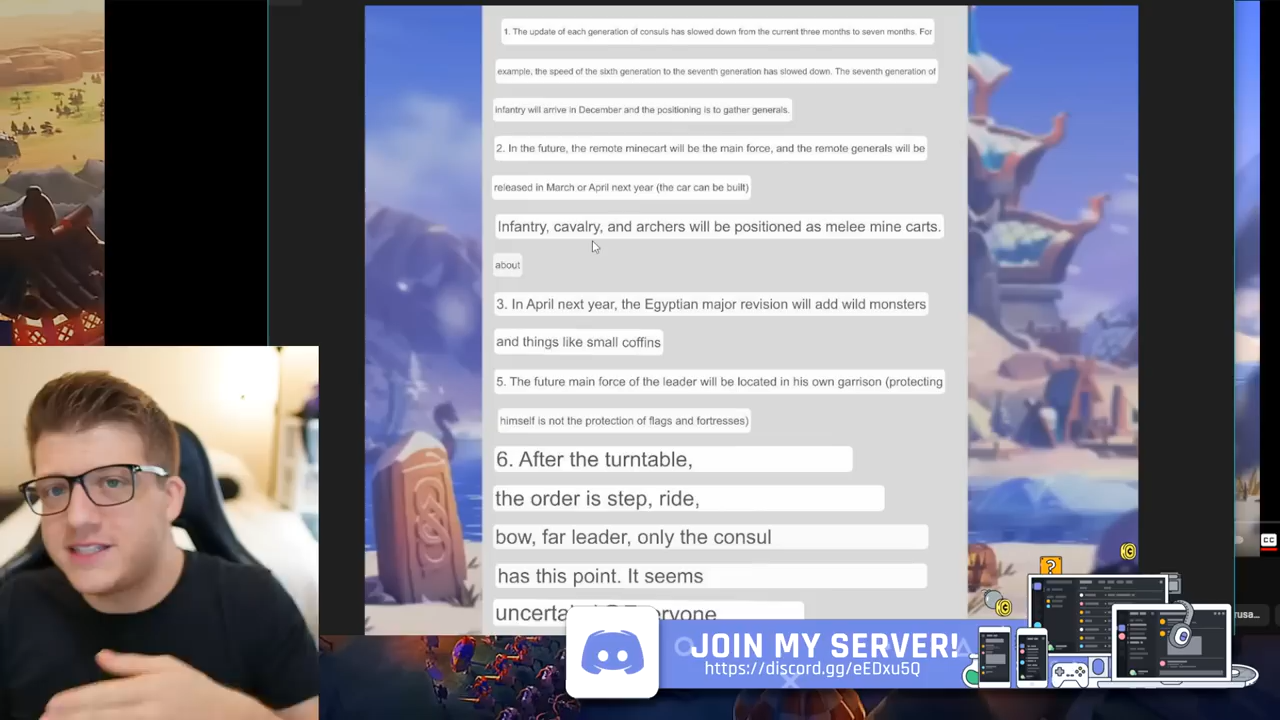 1. The update of each generation of consuls has slowed down from the current three months to seven months. For
example, the speed of the sixth generation to the seventh generation has slowed down. The seventh generation of
infantry will arrive in December and the positioning is to gather generals.
2. In the future, the remote minecart will be the main force, and the remote generals will be
released in March or April next year (the car can be built)
Infantry, cavalry, and archers will be positioned as melee mine carts.
about
3. In April next year, the Egyptian major revision will add wild monsters
and things like small coffins
5. The future main force of the leader will be located in his own garrison (protecting
himself is not the protection of flags and fortresses)
6. After the turntable,
the order is step, ride,
bow, far leader, only the consul
has this point. It seems
CC
JOIN MY SERVER!
https://discord.gg/eEDxu5Q